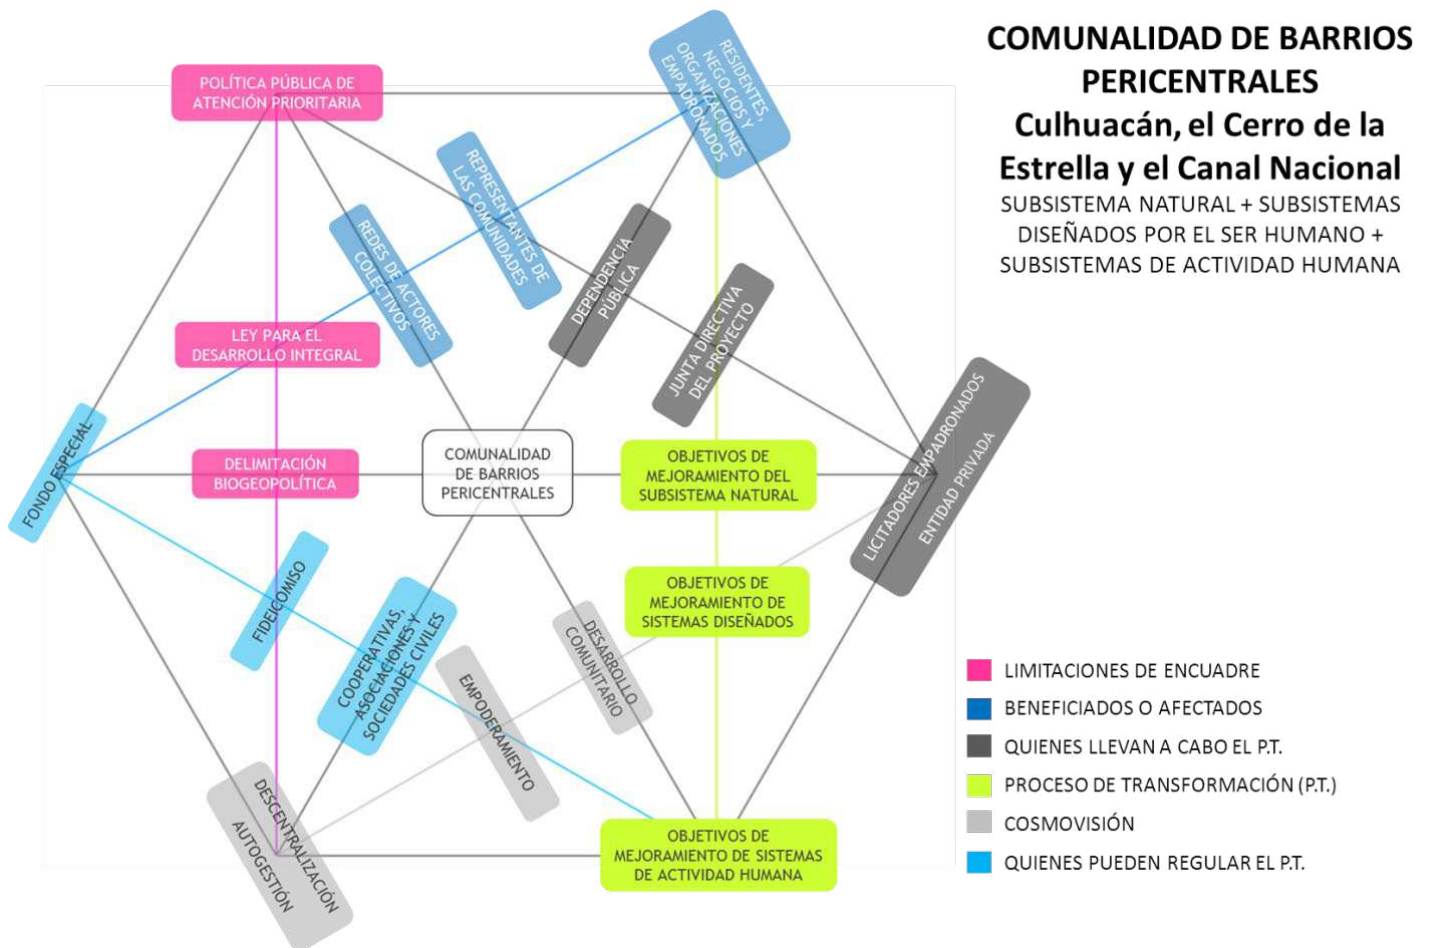 COMUNALIDAD DE BARRIOS
PERICENTRALES
Culhuacán, el Cerro de la
Estrella y el Canal Nacional
SUBSISTEMA NATURAL + SUBSISTEMAS
DISEÑADOS POR EL SER HUMANO +
SUBSISTEMAS DE ACTIVIDAD HUMANA
POLÍTICA PÚBLICA DE
ATENCIÓN PRIORITARIA
RESIDENTES,
NEGOCIOS Y
ORGANIZACIONES
EMPADRONADOS
REPRESENTANTES DE
LAS COMUNIDADES
REDES DE ACTORES
COLECTIVOS
DEPENDENCIA
PÚBLICA
JUNTA DIRECTIVA
DEL PROYECTO
LEY PARA EL
DESARROLLO INTEGRAL
FONDO ESPECIAL
DELIMITACIÓN
BIOGEOPOLÍTICA
COMUNALIDAD
DE BARRIOS
PERICENTRALES
OBJETIVOS DE
MEJORAMIENTO DEL
SUBSISTEMA NATURAL
LICITADORES EMPADRONADOS
ENTIDAD PRIVADA
FIDEICOMISO
COOPERATIVAS,
ASOCIACIONES Y
SOCIEDADES CIVILES
OBJETIVOS DE
MEJORAMIENTO DE
SISTEMAS DISEÑADOS
DESARROLLO
COMUNITARIO
EMPODERAMIENTO
DESCENTRALIZACIÓN
AUTOGESTIÓN
OBJETIVOS DE
MEJORAMIENTO DE SISTEMAS
DE ACTIVIDAD HUMANA
LIMITACIONES DE ENCUADRE
BENEFICIADOS O AFECTADOS
QUIENES LLEVAN A CABO EL P.T.
PROCESO DE TRANSFORMACIÓN (P.T.)
COSMOVISIÓN
QUIENES PUEDEN REGULAR EL P.T.